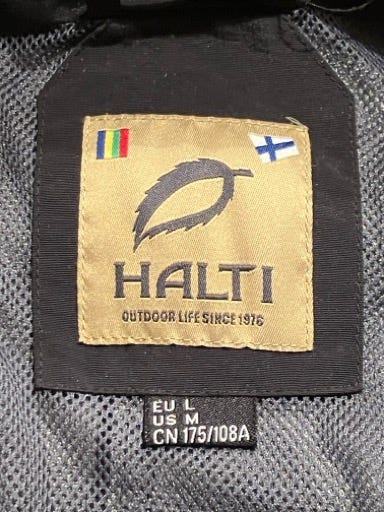 HALTI
OUTDOOR LIFE SINCE 1976
EU L
US M
CN 175/108A